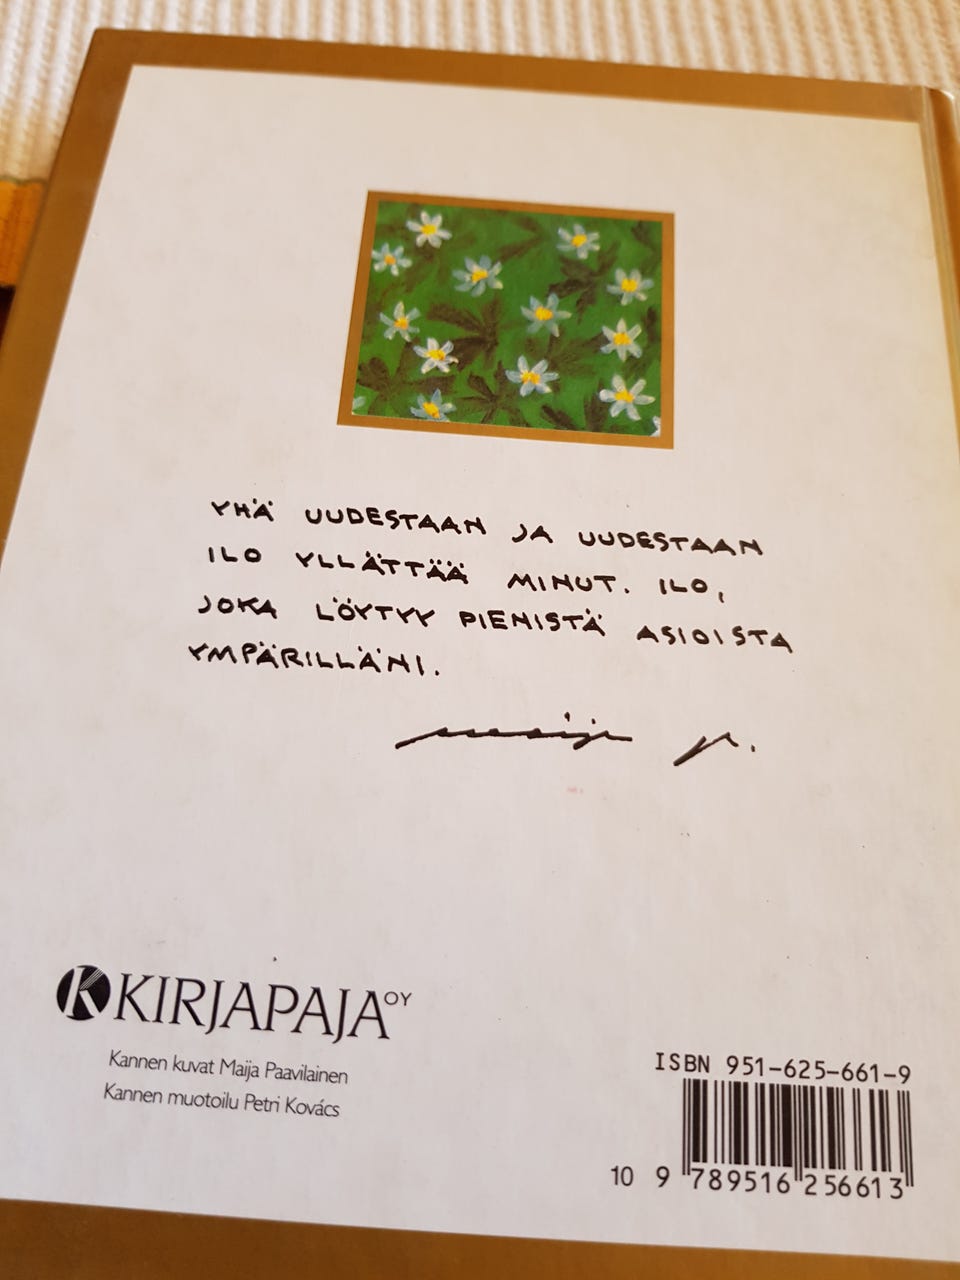 YHÄ UUDESTAAN JA UUDESTAAN
ILO YLLÄTTÄÄ MINUT. ILO,
JOKA LÖYTYY PIENISTÄ ASIOISTA
YMPÄRILLÄNI.
Maija P.
K KIRJAPAJA OY
Kannen kuvat Maija Paavilainen
Kannen muotoilu Petri Kovács
ISBN 951-625-661-9
10 9 789516 256613